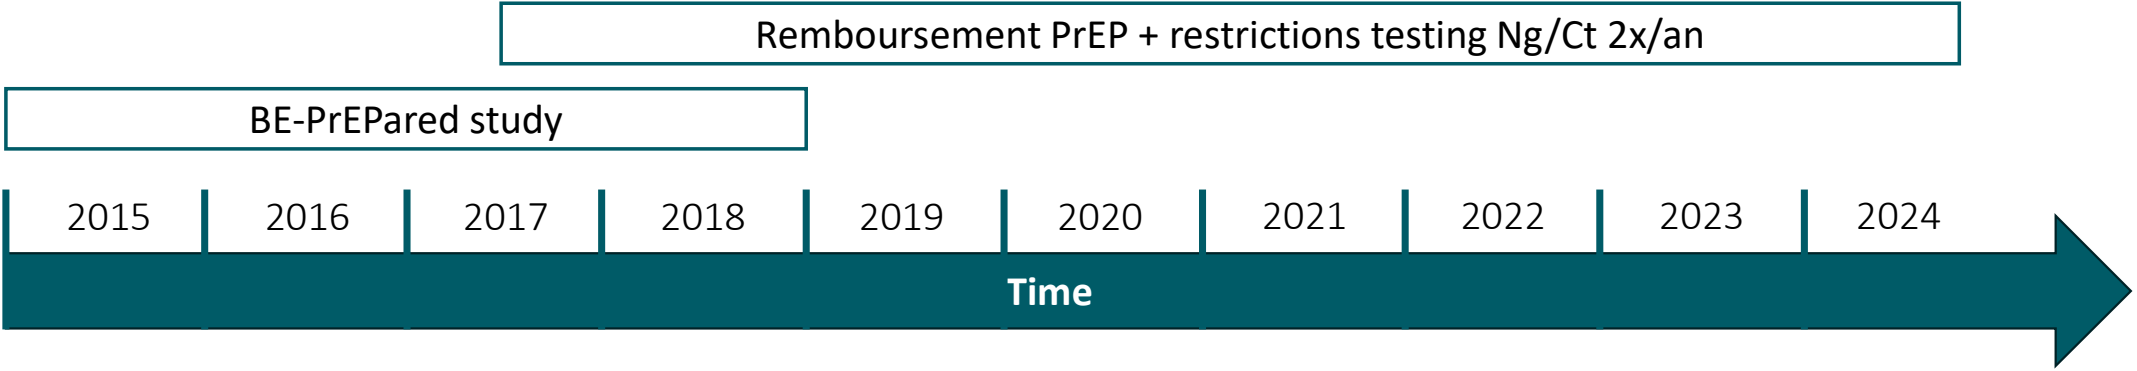 Remboursement PrEP + restrictions testing Ng/Ct 2x/an
BE-PrEPared study
2015 2016 2017 2018 2019 2020 2021 2022 2023 2024
Time